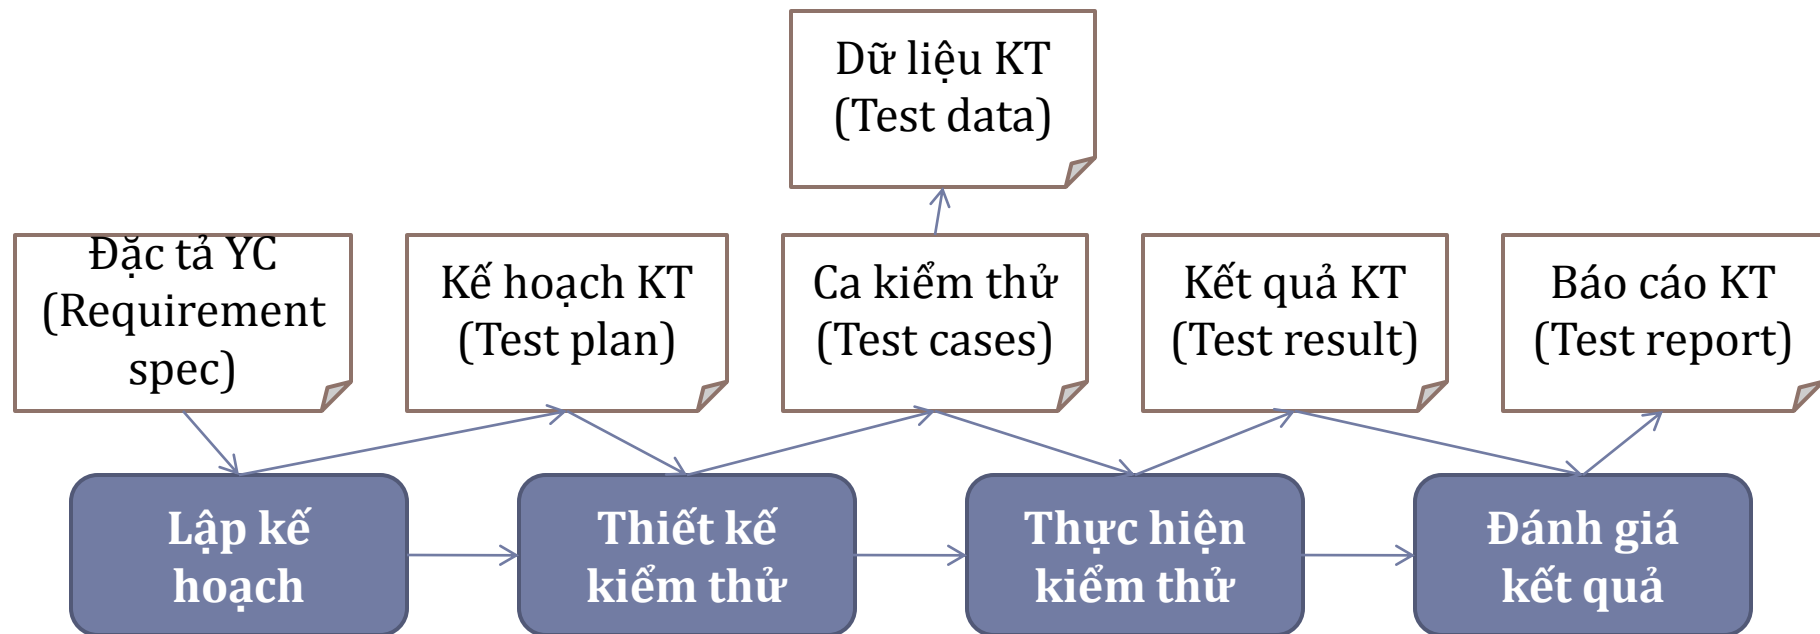 Dữ liệu KT
(Test data)
Đặc tả YC
(Requirement
spec)
Kế hoạch KT
(Test plan)
Ca kiểm thử
(Test cases)
Kết quả KT
(Test result)
Báo cáo KT
(Test report)
Lập kế
hoạch
Thiết kế
kiểm thử
Thực hiện
kiểm thử
Đánh giá
kết quả